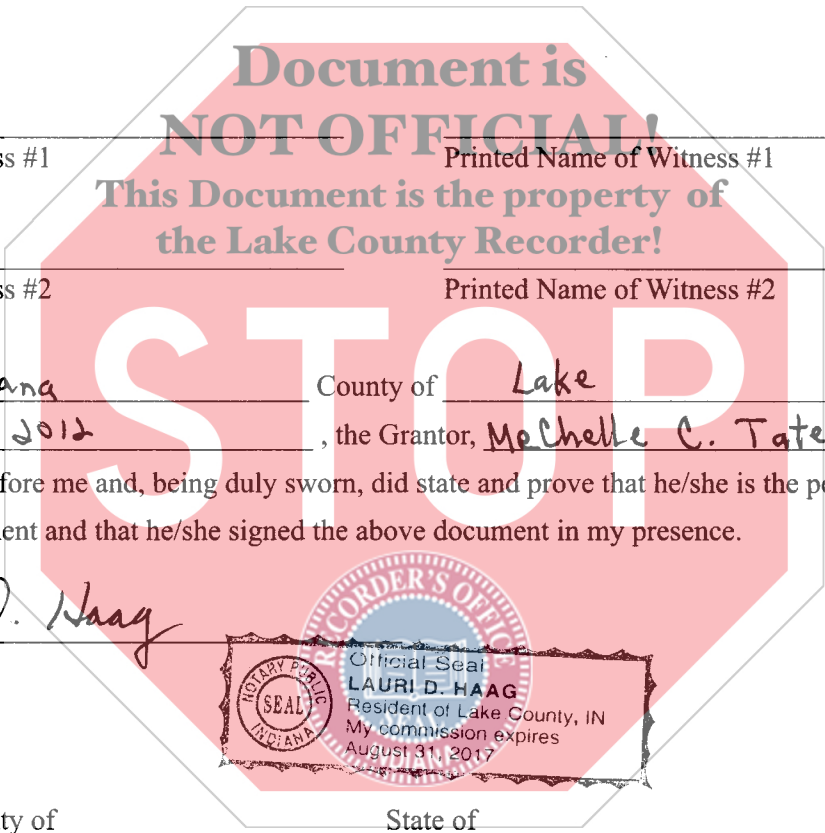 Document is
NOT OFFICIAL!
ss #1 Printed Name of Witness #1
This Document is the property of
the Lake County Recorder!
ss #2 Printed Name of Witness #2
STOP
ana County of Lake
2012 , the Grantor, MeChelle C. Tate
fore me and, being duly sworn, did state and prove that he/she is the pe
ent and that he/she signed the above document in my presence.
D. Haag
RECORDER'S OFFICE
Official Seal
NOTARY PUBLIC
LAURI D. HAAG
SEAL
Resident of Lake County, IN
INDIANA
My commission expires
August 31, 2017
SEAL
INDIANA
ty of State of